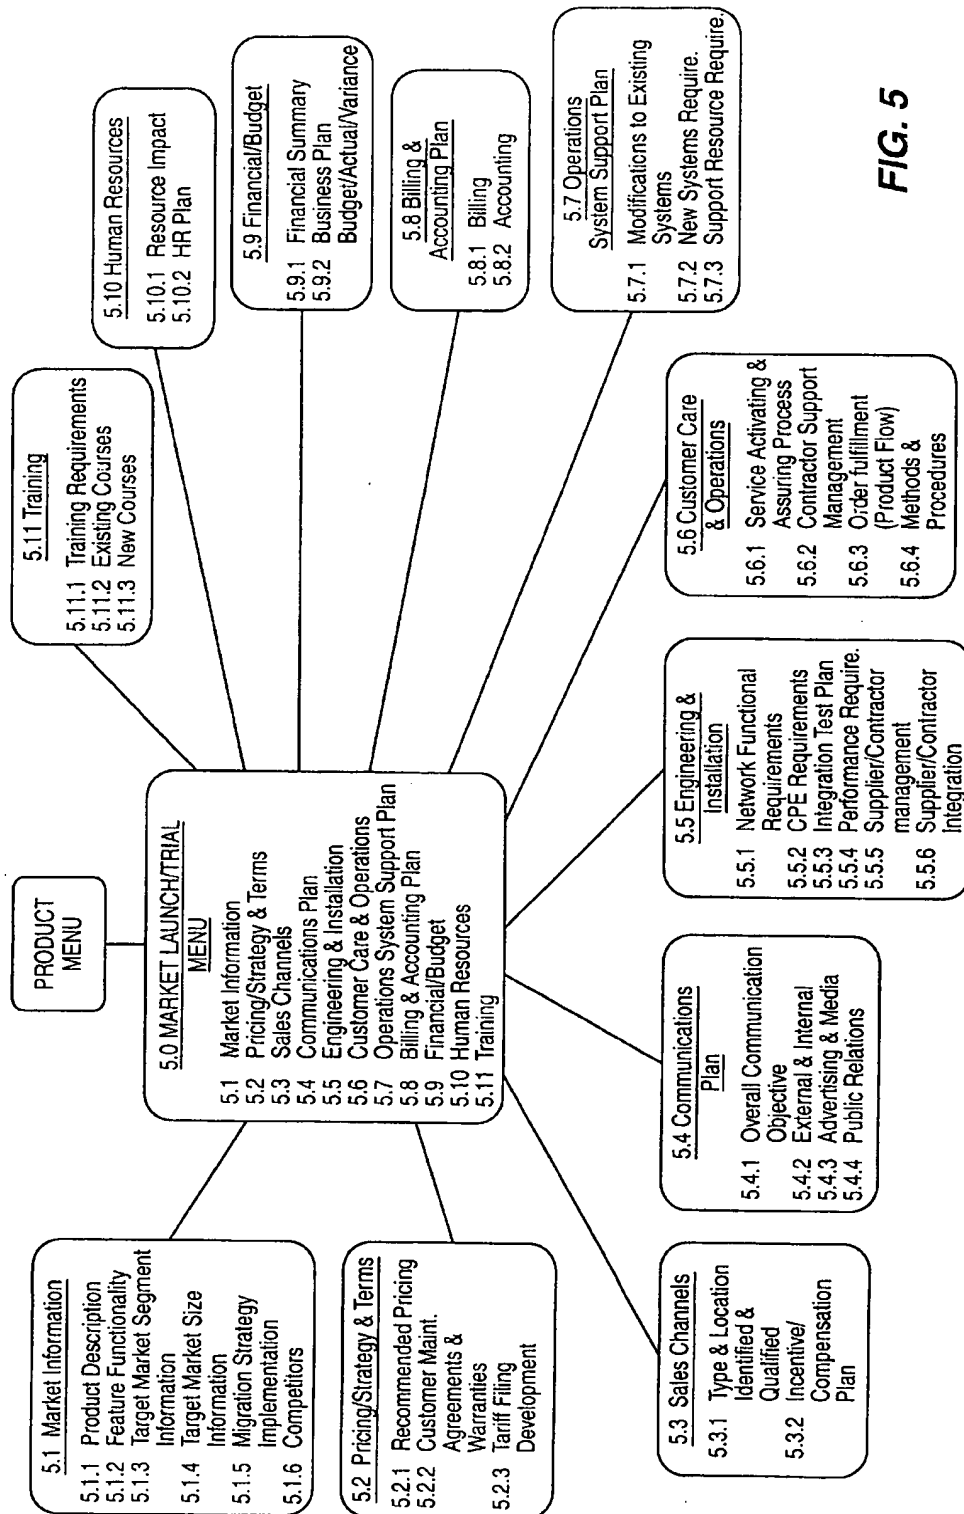 PRODUCT
MENU
5.0 MARKET LAUNCH/TRIAL
MENU
5.1 Market Information
5.2 Pricing/Strategy & Terms
5.3 Sales Channels
5.4 Communications Plan
5.5 Engineering & Installation
5.6 Customer Care & Operations
5.7 Operations System Support Plan
5.8 Billing & Accounting Plan
5.9 Financial/Budget
5.10 Human Resources
5.11 Training
5.1 Market Information
5.1.1 Product Description
5.1.2 Feature Functionality
5.1.3 Target Market Segment
Information
5.1.4 Target Market Size
Information
5.1.5 Migration Strategy
Implementation
5.1.6 Competitors
5.2 Pricing/Strategy & Terms
5.2.1 Recommended Pricing
5.2.2 Customer Maint.
Agreements &
Warranties
5.2.3 Tariff Filing
Development
5.3 Sales Channels
5.3.1 Type & Location
Identified &
Qualified
5.3.2 Incentive/
Compensation
Plan
5.4 Communications
Plan
5.4.1 Overall Communication
Objective
5.4.2 External & Internal
5.4.3 Advertising & Media
5.4.4 Public Relations
5.5 Engineering &
Installation
5.5.1 Network Functional
Requirements
5.5.2 CPE Requirements
5.5.3 Integration Test Plan
5.5.4 Performance Require.
5.5.5 Supplier/Contractor
management
5.5.6 Supplier/Contractor
Integration
5.6 Customer Care
& Operations
5.6.1 Service Activating &
Assuring Process
5.6.2 Contractor Support
Management
5.6.3 Order fulfillment
(Product Flow)
5.6.4 Methods &
Procedures
5.7 Operations
System Support Plan
5.7.1 Modifications to Existing
Systems
5.7.2 New Systems Require.
5.7.3 Support Resource Require.
5.8 Billing &
Accounting Plan
5.8.1 Billing
5.8.2 Accounting
5.9 Financial/Budget
5.9.1 Financial Summary
5.9.2 Business Plan
Budget/Actual/Variance
5.10 Human Resources
5.10.1 Resource Impact
5.10.2 HR Plan
5.11 Training
5.11.1 Training Requirements
5.11.2 Existing Courses
5.11.3 New Courses
FIG. 5